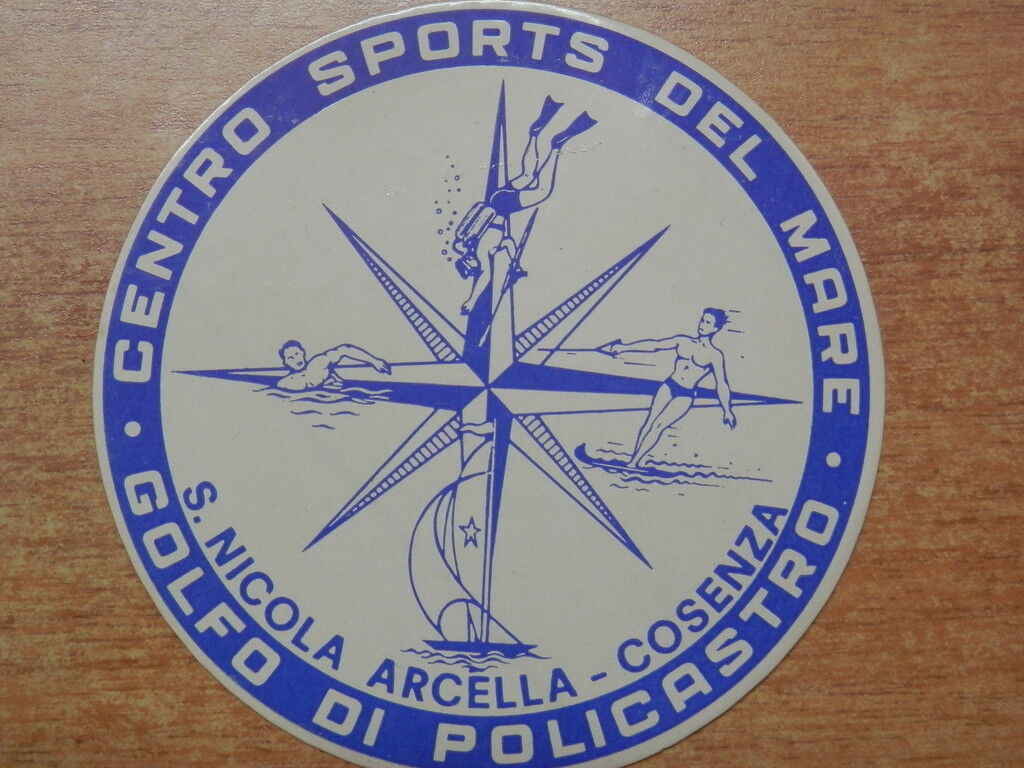 CENTRO SPORTS DEL MARE
• GOLFO DI POLICASTRO •
S. NICOLA ARCELLA - COSENZA